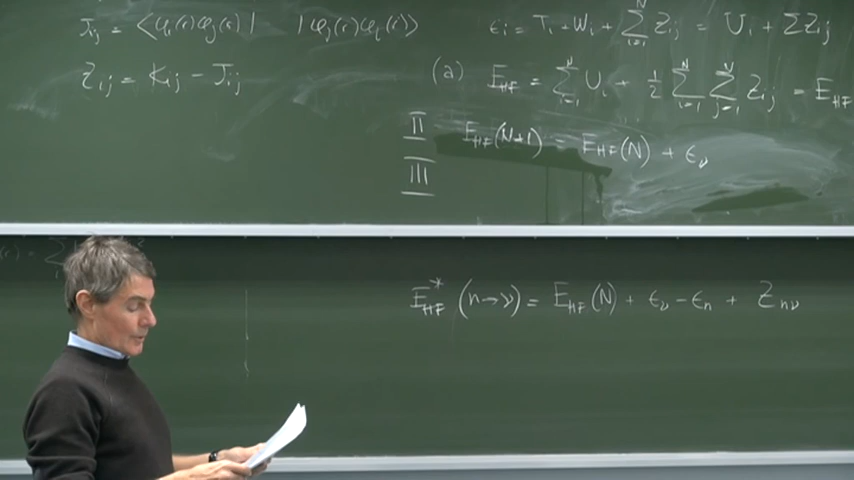 J_ij = <φ_i(r)φ_j(r)| |φ_j(r)φ_i(r)>
Z_ij = K_ij - J_ij
ε_i = T_i + W_i + Σ_{i=1}^N Z_ij = U_i + ΣZ_ij
(a) E_HF = Σ_{i=1}^N U_i + 1/2 Σ_{i=1}^N Σ_{j=1}^N Z_ij = E_HF
II E_HF(N+1) = E_HF(N) + ε_ν
III
E*_HF (n→ν) = E_HF(N) + ε_ν - ε_n + Z_nν